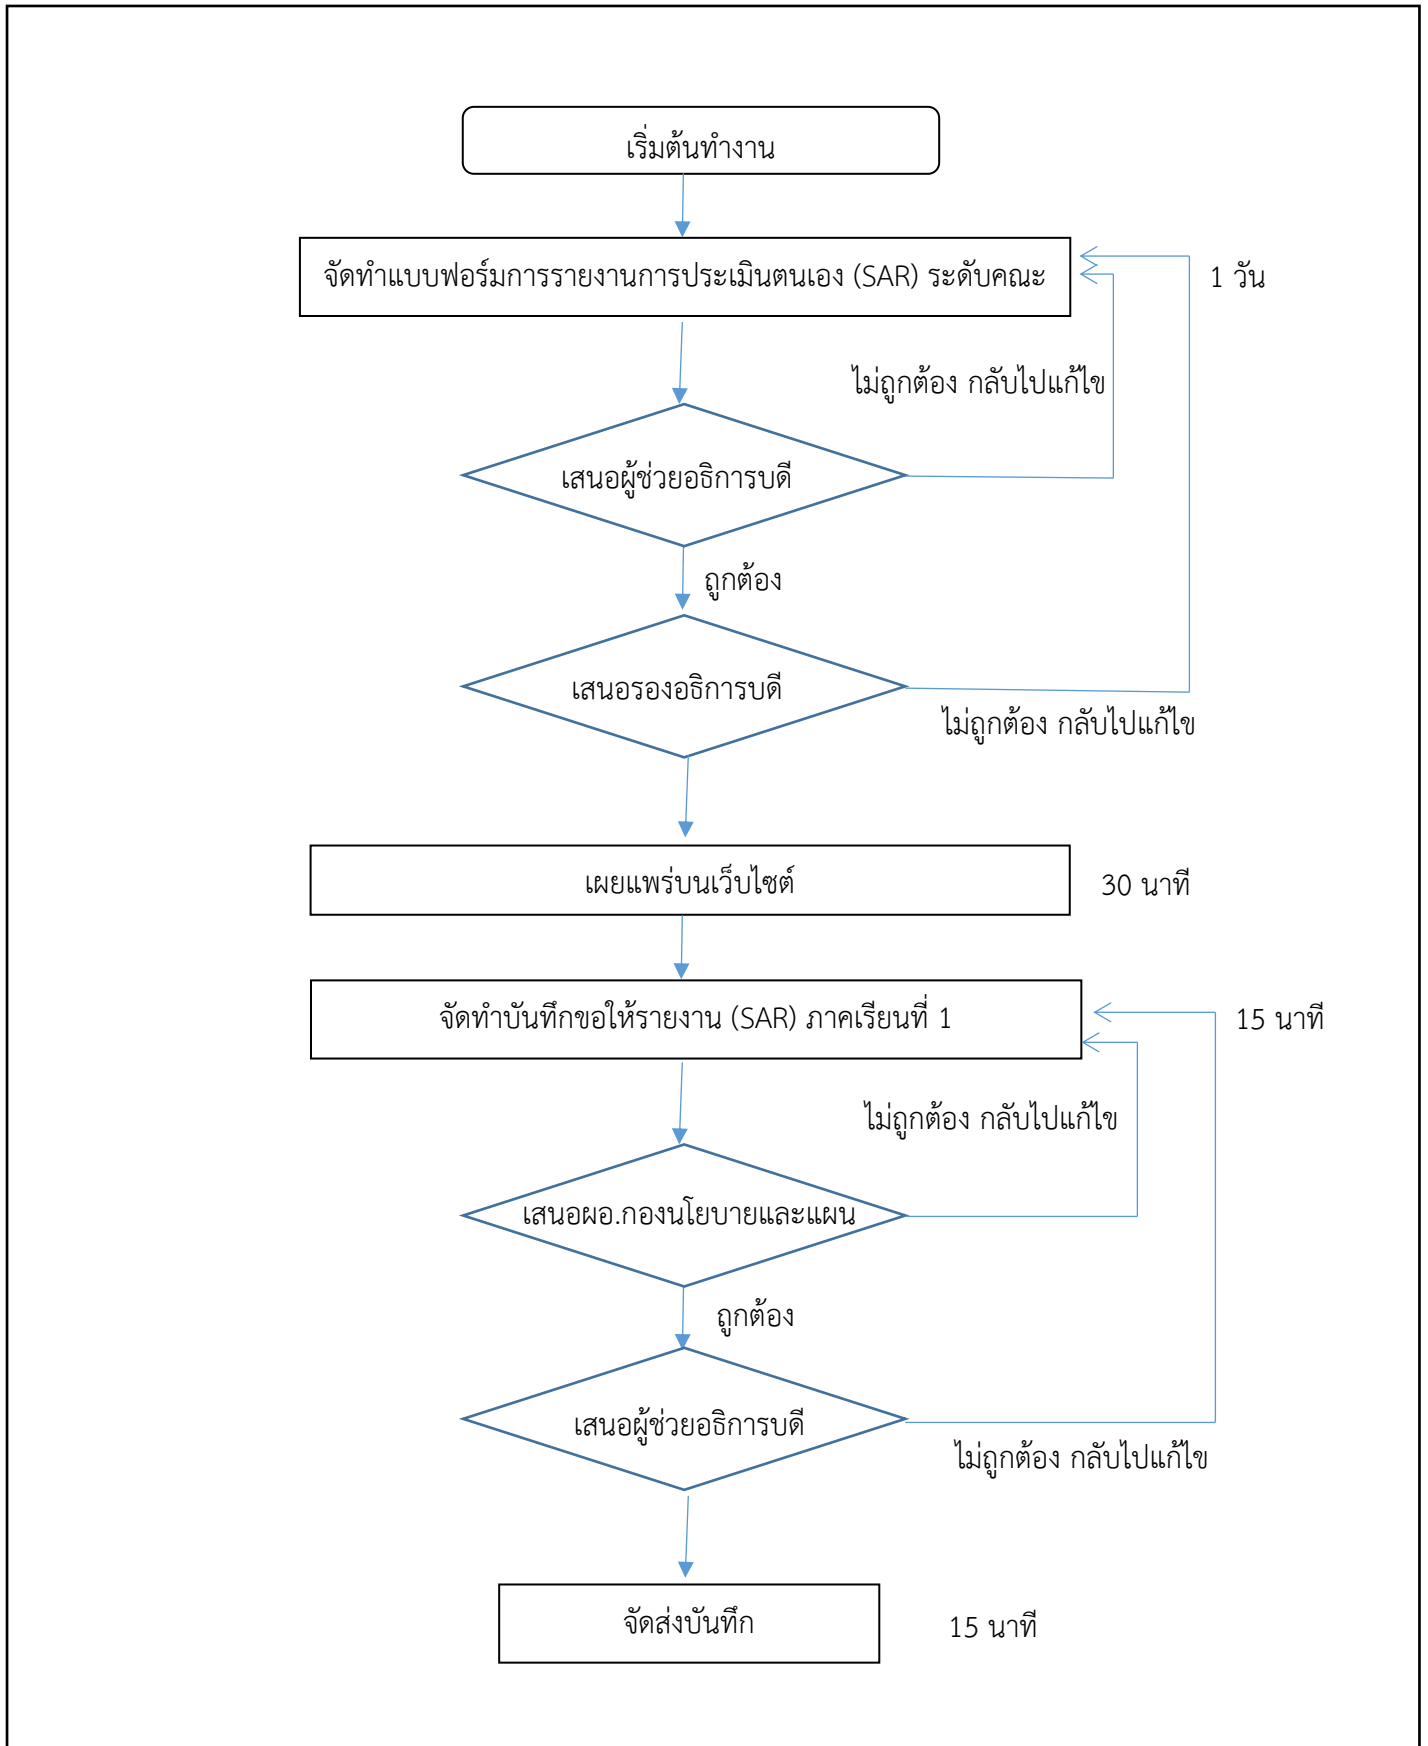 เริ่มต้นทำงาน
จัดทำแบบฟอร์มการรายงานการประเมินตนเอง (SAR) ระดับคณะ
1 วัน
ไม่ถูกต้อง กลับไปแก้ไข
เสนอผู้ช่วยอธิการบดี
ถูกต้อง
เสนอรองอธิการบดี
ไม่ถูกต้อง กลับไปแก้ไข
เผยแพร่บนเว็บไซต์
30 นาที
จัดทำบันทึกขอให้รายงาน (SAR) ภาคเรียนที่ 1
15 นาที
ไม่ถูกต้อง กลับไปแก้ไข
เสนอผอ.กองนโยบายและแผน
ถูกต้อง
เสนอผู้ช่วยอธิการบดี
ไม่ถูกต้อง กลับไปแก้ไข
จัดส่งบันทึก
15 นาที